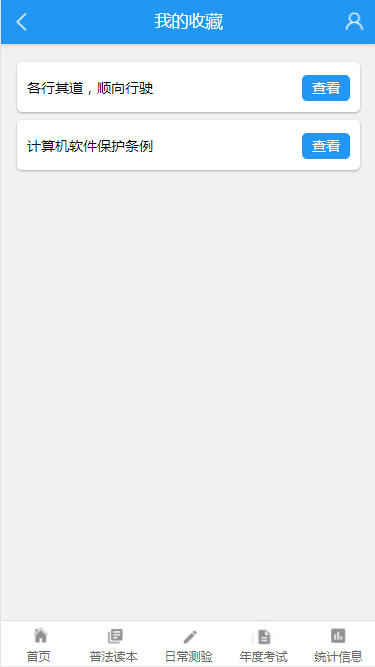 我的收藏
各行其道，顺向行驶
查看
计算机软件保护条例
查看
首页
普法读本
日常测验
年度考试
统计信息